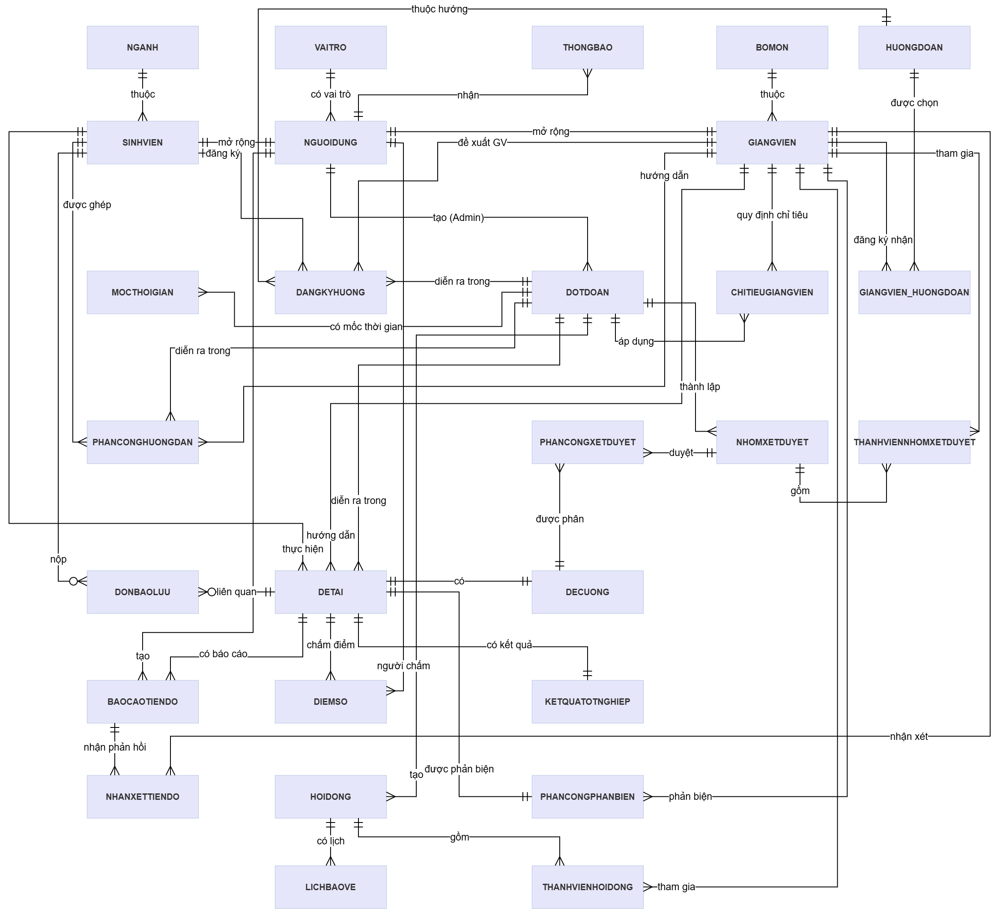 thuộc hướng
NGANH
VAITRO
THONGBAO
BOMON
HUONGDOAN
thuộc
có vai trò
nhận
thuộc
được chọn
mở rộng
SINHVIEN
mở rộng
NGUOIDUNG
đề xuất GV
GIANGVIEN
đăng ký
tham gia
hướng dẫn
được ghép
tạo (Admin)
quy định chỉ tiêu
đăng ký nhận
diễn ra trong
MOCTHOIGIAN
DANGKYHUONG
DOTDOAN
CHITIEUGIANGVIEN
GIANGVIEN_HUONGDOAN
có mốc thời gian
áp dụng
diễn ra trong
thành lập
PHANCONGHUONGDAN
PHANCONGXETDUYET
NHOMXETDUYET
THANHVIENNHOMXETDUYET
duyệt
gồm
diễn ra trong
được phân
hướng dẫn
thực hiện
nộp
có
DONBAOLUU
liên quan
DETAI
DECUONG
chấm điểm
có kết quả
có báo cáo
tạo
người chấm
BAOCAOTIENDO
DIEMSO
KETQUATOTNGHIEP
nhận xét
nhận phản hồi
được phản biện
tạo
NHANXETTIENDO
HOIDONG
PHANCONGPHANBIEN
phản biện
gồm
có lịch
LICHBAOVE
THANHVIENHOIDONG
tham gia